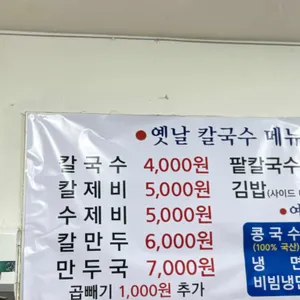 • 옛날 칼국수 메뉴
칼국수 4,000원
칼제비 5,000원
수제비 5,000원
칼만두 6,000원
만두국 7,000원
곱빼기 1,000원 추가
팥칼국수
김밥(사이드
콩국수
(100% 국산)
냉면
비빔냉면